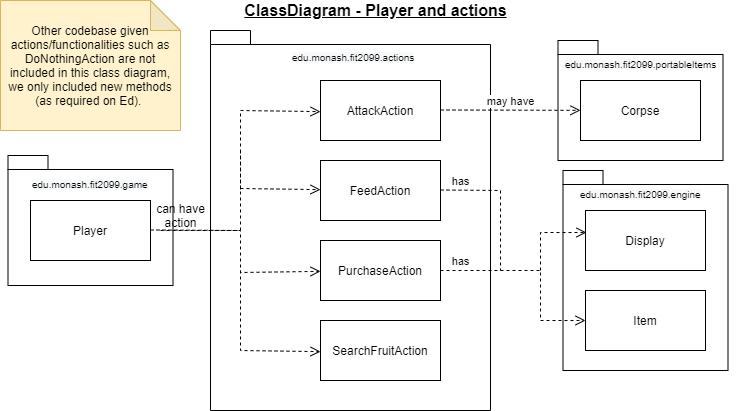 ClassDiagram - Player and actions
Other codebase given
actions/functionalities such as
DoNothingAction are not
included in this class diagram,
we only included new methods
(as required on Ed).
edu.monash.fit2099.game
Player
can have
action
edu.monash.fit2099.actions
AttackAction
FeedAction
PurchaseAction
SearchFruitAction
may have
has
has
edu.monash.fit2099.portableItems
Corpse
edu.monash.fit2099.engine
Display
Item